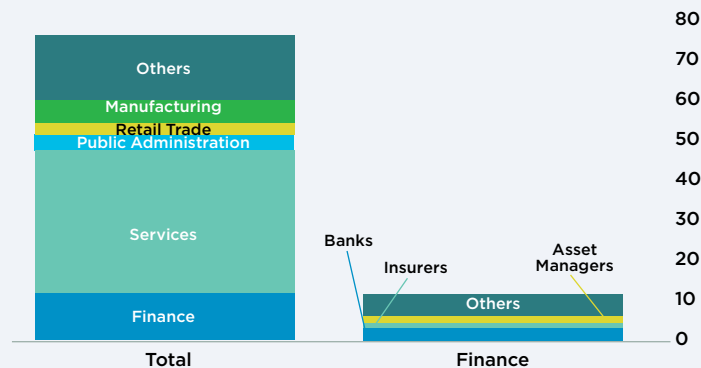 80
70
60
50
40
30
20
10
0
Others
Manufacturing
Retail Trade
Public Administration
Services
Finance
Banks
Insurers
Asset
Managers
Others
Total
Finance